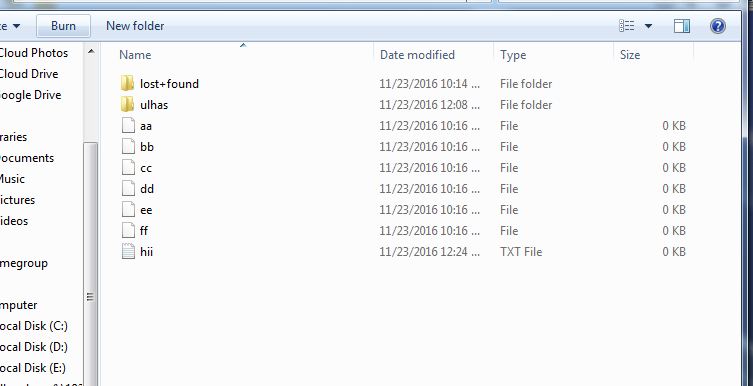 Burn New folder
Name Date modified Type Size
Cloud Photos
Cloud Drive
oogle Drive
raries
ocuments
Music
ictures
ideos
megroup
mputer
ocal Disk (C:)
ocal Disk (D:)
ocal Disk (E:)
lost+found 11/23/2016 10:14 ... File folder
ulhas 11/23/2016 12:08 ... File folder
aa 11/23/2016 10:16 ... File 0 KB
bb 11/23/2016 10:16 ... File 0 KB
cc 11/23/2016 10:16 ... File 0 KB
dd 11/23/2016 10:16 ... File 0 KB
ee 11/23/2016 10:16 ... File 0 KB
ff 11/23/2016 10:16 ... File 0 KB
hii 11/23/2016 12:24 ... TXT File 0 KB